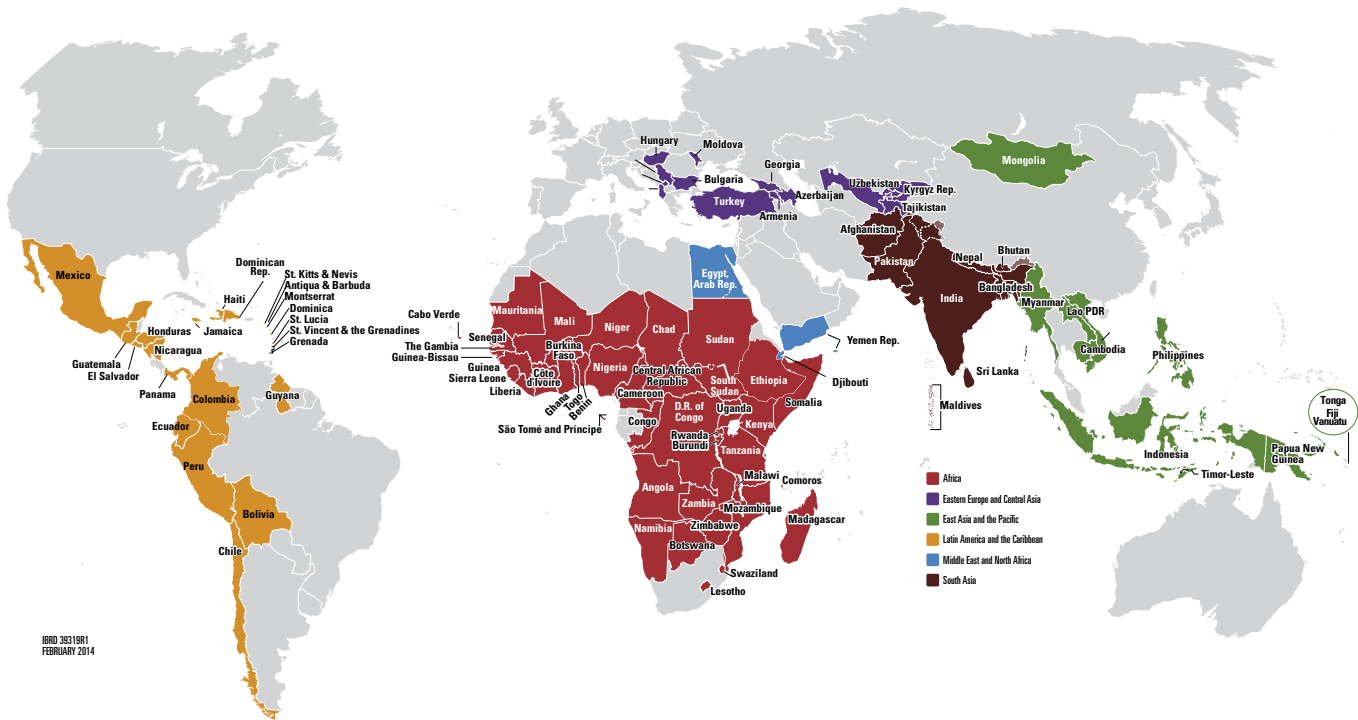 Hungary
Moldova
Georgia
Bulgaria
Turkey
Azerbaijan
Armenia
Uzbekistan
Kyrgyz Rep.
Tajikistan
Mongolia
Afghanistan
Pakistan
Nepal
Bhutan
Bangladesh
India
Myanmar
Lao PDR
Cambodia
Philippines
Sri Lanka
Maldives
Indonesia
Timor-Leste
Papua New
Guinea
Tonga
Fiji
Vanuatu
Mexico
Dominican
Rep.
Haiti
St. Kitts & Nevis
Antigua & Barbuda
Montserrat
Dominica
St. Lucia
St. Vincent & the Grenadines
Grenada
Jamaica
Honduras
Nicaragua
Guatemala
El Salvador
Panama
Colombia
Guyana
Ecuador
Peru
Bolivia
Chile
Egypt,
Arab Rep.
Yemen Rep.
Djibouti
Cabo Verde
Mauritania
Mali
Niger
Chad
Sudan
Senegal
The Gambia
Guinea-Bissau
Guinea
Sierra Leone
Liberia
Burkina
Faso
Côte
d'Ivoire
Ghana
Togo
Benin
Nigeria
Central African
Republic
Cameroon
South
Sudan
Ethiopia
Somalia
São Tomé and Príncipe
Congo
D.R. of
Congo
Uganda
Kenya
Rwanda
Burundi
Tanzania
Malawi
Comoros
Angola
Zambia
Mozambique
Madagascar
Zimbabwe
Namibia
Botswana
Swaziland
Lesotho
Africa
Eastern Europe and Central Asia
East Asia and the Pacific
Latin America and the Caribbean
Middle East and North Africa
South Asia
IBRD 39319R1
FEBRUARY 2014